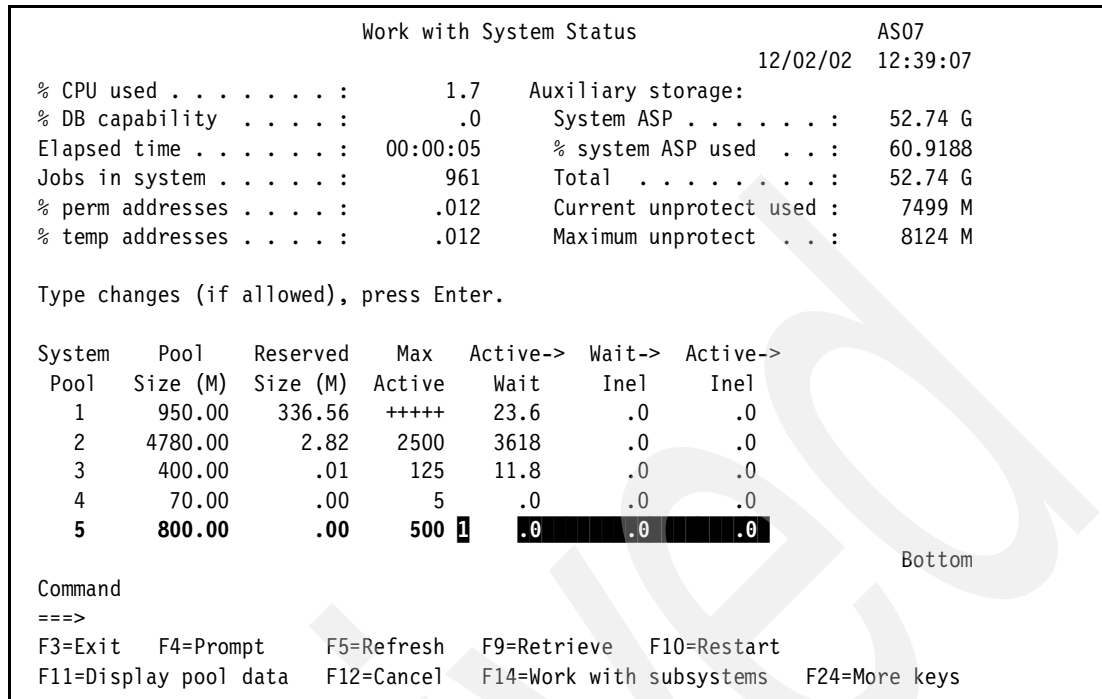 Work with System Status AS07
12/02/02 12:39:07
% CPU used . . . . . . . : 1.7 Auxiliary storage:
% DB capability . . . . : .0 System ASP . . . . . . : 52.74 G
Elapsed time . . . . . . : 00:00:05 % system ASP used . . : 60.9188
Jobs in system . . . . . : 961 Total . . . . . . . . : 52.74 G
% perm addresses . . . . : .012 Current unprotect used : 7499 M
% temp addresses . . . . : .012 Maximum unprotect . . : 8124 M
Type changes (if allowed), press Enter.
System Pool Reserved Max Active-> Wait-> Active->
Pool Size (M) Size (M) Active Wait Inel Inel
1 950.00 336.56 +++++ 23.6 .0 .0
2 4780.00 2.82 2500 3618 .0 .0
3 400.00 .01 125 11.8 .0 .0
4 70.00 .00 5 .0 .0 .0
5 800.00 .00 500 1 .0 .0 .0
Bottom
Command
===>
F3=Exit F4=Prompt F5=Refresh F9=Retrieve F10=Restart
F11=Display pool data F12=Cancel F14=Work with subsystems F24=More keys